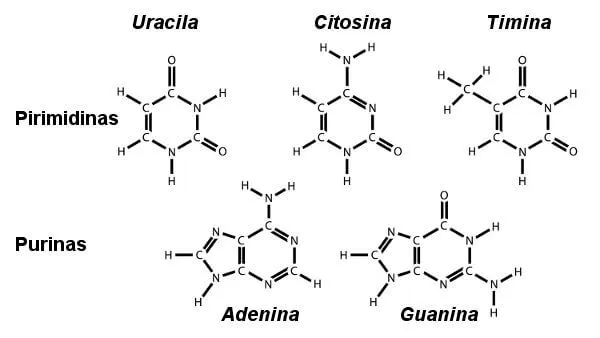 Uracila Citosina Timina
Pirimidinas
Purinas
Adenina Guanina